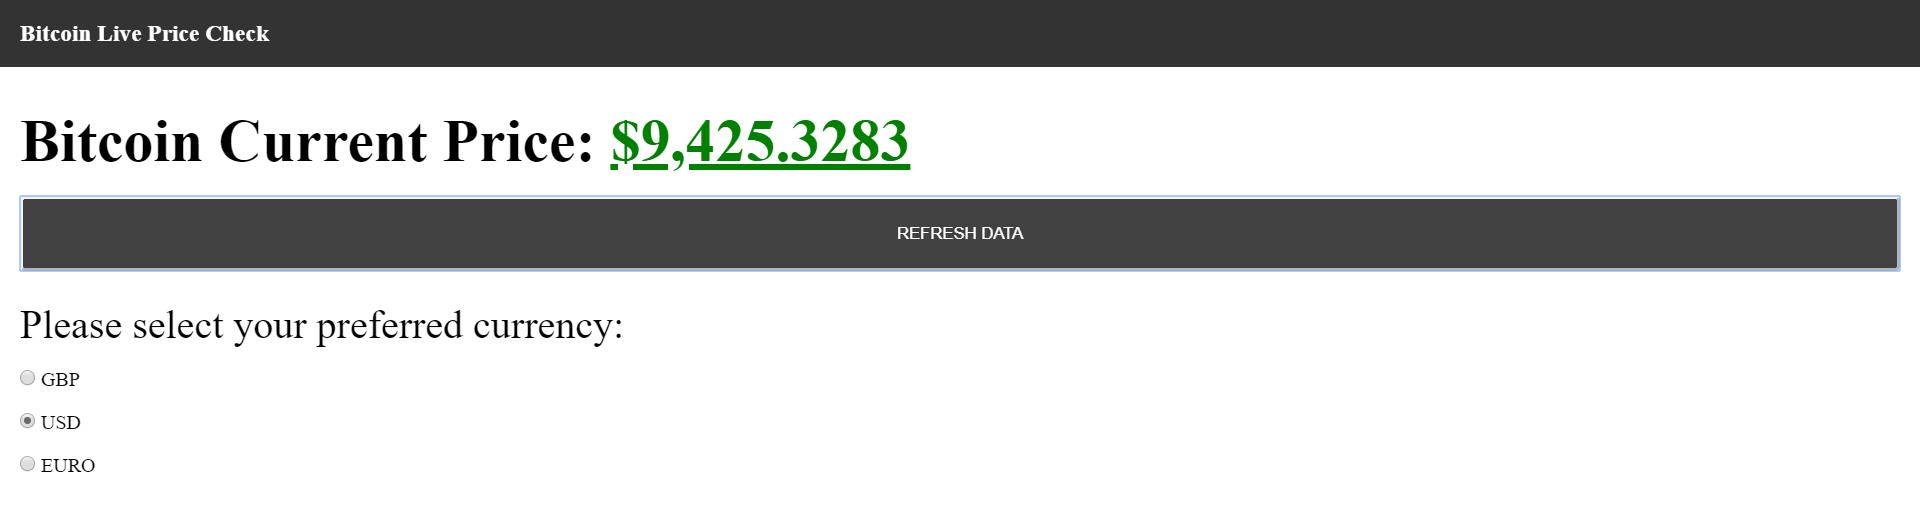 Bitcoin Live Price Check
Bitcoin Current Price: $9,425.3283
REFRESH DATA
Please select your preferred currency:
GBP
USD
EURO